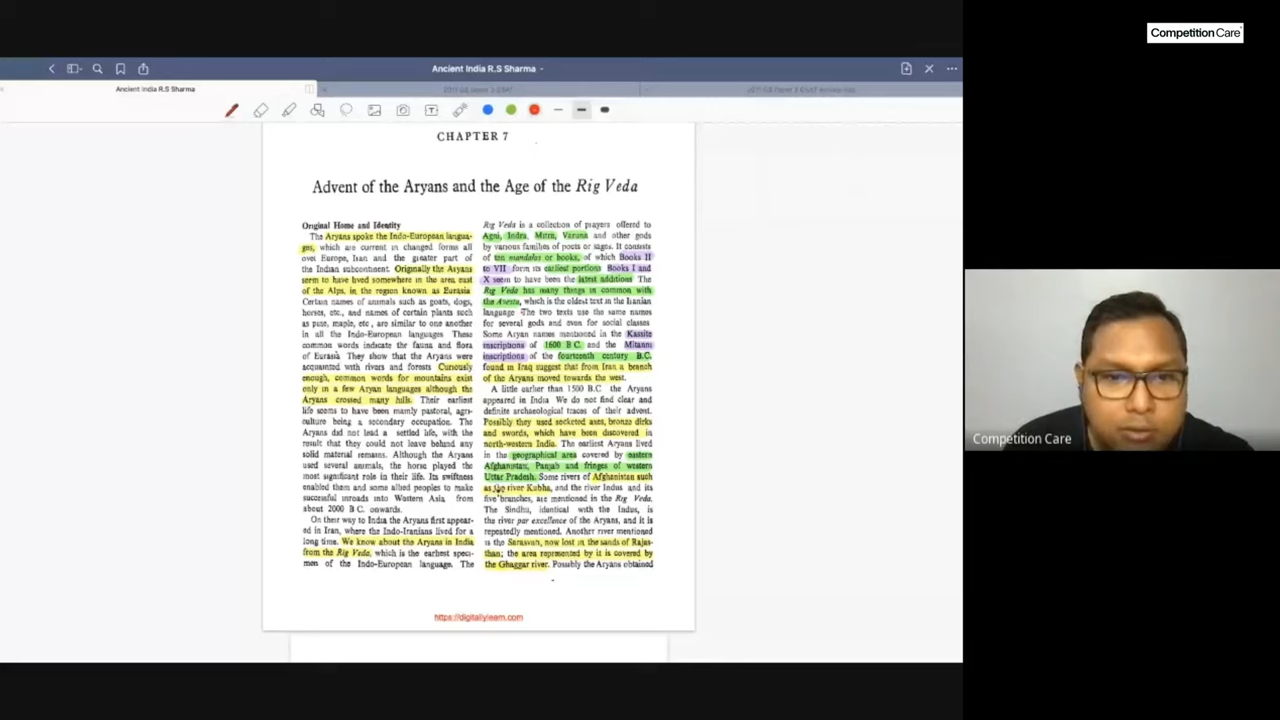 CompetitionCare
Ancient India R.S Sharma
Ancient India R.S Sharma
CHAPTER 7
Advent of the Aryans and the Age of the Rig Veda
Original Home and Identity
The Aryans spoke the Indo-European langua-
ges, which are current in changed forms all
over Europe, Iran and the greater part of
the Indian subcontinent. Originally the Aryans
seem to have lived somewhere in the area east
of the Alps, in the region known as Eurasia
Certain names of animals such as goats, dogs,
horses, etc., and names of certain plants such
as pine, maple, etc, are similar to one another
in all the Indo-European languages These
common words indicate the fauna and flora
of Eurasia They show that the Aryans were
acquainted with rivers and forests Curiously
enough, common words for mountains exist
only in a few Aryan languages although the
Aryans crossed many hills. Their earliest
life seems to have been mainly pastoral, agri-
culture being a secondary occupation. The
Aryans did not lead a settled life, with the
result that they could not leave behind any
solid material remains. Although the Aryans
used several animals, the horse played the
most significant role in their life. Its swiftness
enabled them and some allied peoples to make
successful inroads into Western Asia from
about 2000 B C. onwards.
On their way to India the Aryans first appear-
ed in Iran, where the Indo-Iranians lived for a
long time. We know about the Aryans in India
from the Rig Veda, which is the earliest speci-
men of the Indo-European language. The
Rig Veda is a collection of prayers offered to
Agni, Indra, Mitra, Varuna and other gods
by various families of poets or sages. It consists
of ten mandalas or books, of which Books II
to VII form its earliest portions Books I and
X seem to have been the latest additions The
Rig Veda has many things in common with
the Avesta, which is the oldest text in the Iranian
language The two texts use the same names
for several gods and even for social classes
Some Aryan names mentioned in the Kassite
inscriptions of 1600 B C. and the Mitanni
inscriptions of the fourteenth century B.C.
found in Iraq suggest that from Iran a branch
of the Aryans moved towards the west.
A little earlier than 1500 B.C the Aryans
appeared in India We do not find clear and
definite archaeological traces of their advent.
Possibly they used socketed axes, bronze dirks
and swords, which have been discovered in
north-western India. The earliest Aryans lived
in the geographical area covered by eastern
Afghanistan, Panjab and fringes of western
Uttar Pradesh. Some rivers of Afghanistan such
as the river Kubha, and the river Indus and its
five branches, are mentioned in the Rig Veda.
The Sindhu, identical with the Indus, is
the river par excellence of the Aryans, and it is
repeatedly mentioned. Another river mentioned
is the Sarasvati, now lost in the sands of Rajas-
than; the area represented by it is covered by
the Ghaggar river. Possibly the Aryans obtained
https://digitallylearn.com
Competition Care